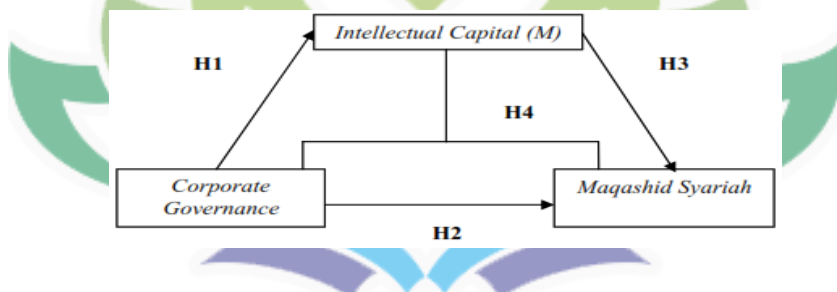 Intellectual Capital (M)
H1
H3
H4
Corporate
Governance
Maqashid Syariah
H2